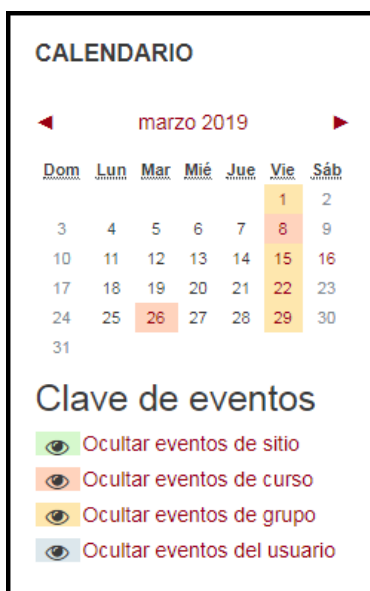 CALENDARIO
◄ marzo 2019 ►
Dom Lun Mar Mié Jue Vie Sáb
1 2
3 4 5 6 7 8 9
10 11 12 13 14 15 16
17 18 19 20 21 22 23
24 25 26 27 28 29 30
31
Clave de eventos
Ocultar eventos de sitio
Ocultar eventos de curso
Ocultar eventos de grupo
Ocultar eventos del usuario